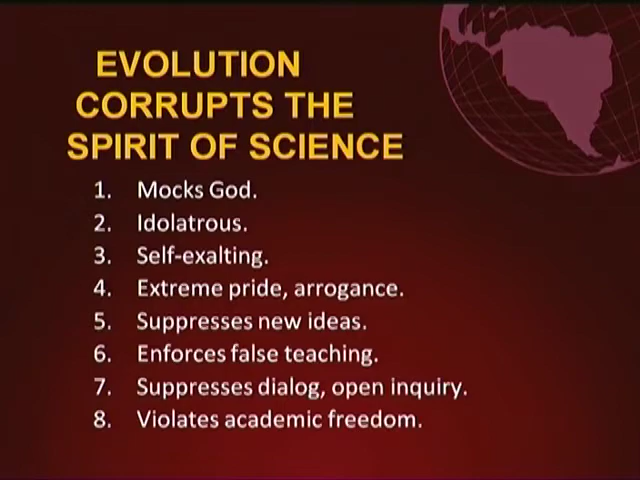 EVOLUTION
CORRUPTS THE
SPIRIT OF SCIENCE
1. Mocks God.
2. Idolatrous.
3. Self-exalting.
4. Extreme pride, arrogance.
5. Suppresses new ideas.
6. Enforces false teaching.
7. Suppresses dialog, open inquiry.
8. Violates academic freedom.